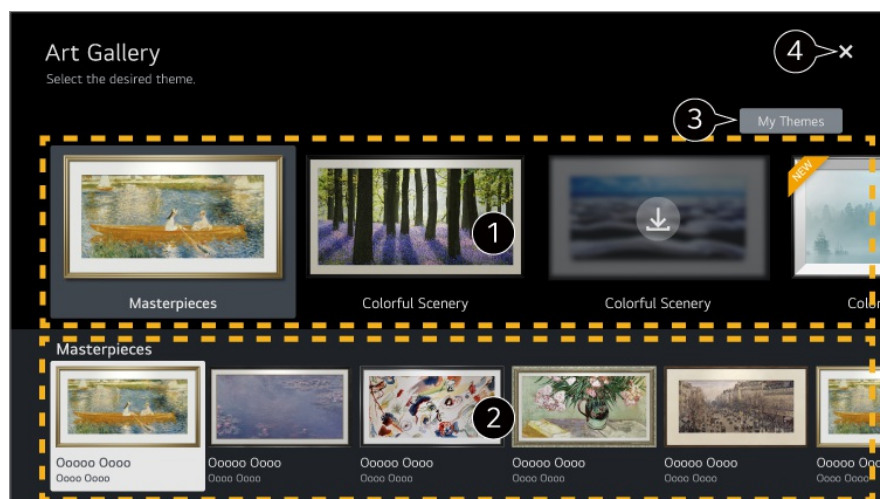 Art Gallery
Select the desired theme.
4
3
My Themes
NEW
1
Masterpieces
Colorful Scenery
Colorful Scenery
Masterpieces
2
Ooooo Oooo
Ooooo Oooo
Ooooo Oooo
Ooooo Oooo
Ooooo Oooo
Ooooo Oooo
Oooo Oooo
Oooo Oooo
Oooo Oooo
Oooo Oooo
Oooo Oooo